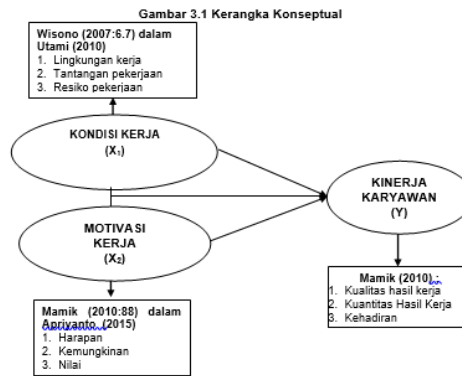 Gambar 3.1 Kerangka Konseptual
Wisono (2007:6.7) dalam
Utami (2010)
1. Lingkungan kerja
2. Tantangan pekerjaan
3. Resiko pekerjaan
KONDISI KERJA
(X₁)
KINERJA
KARYAWAN
(Y)
MOTIVASI
KERJA
(X₂)
Mamik (2010) :
1. Kualitas hasil kerja
2. Kuantitas Hasil Kerja
3. Kehadiran
Mamik (2010:88) dalam
Apriyanto (2015)
1. Harapan
2. Kemungkinan
3. Nilai